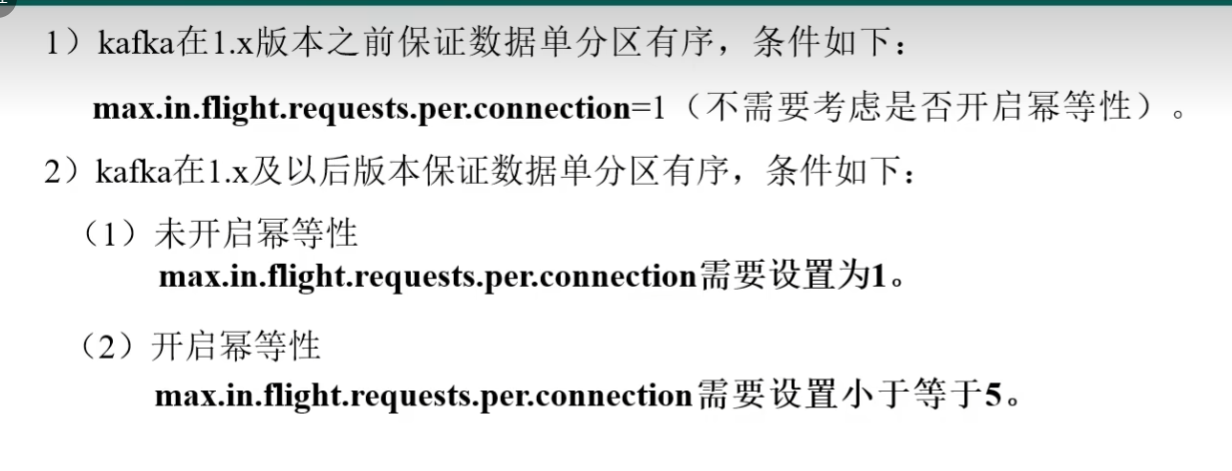 1）kafka在1.x版本之前保证数据单分区有序，条件如下：
max.in.flight.requests.per.connection=1（不需要考虑是否开启幂等性）。
2）kafka在1.x及以后版本保证数据单分区有序，条件如下：
（1）未开启幂等性
max.in.flight.requests.per.connection需要设置为1。
（2）开启幂等性
max.in.flight.requests.per.connection需要设置小于等于5。